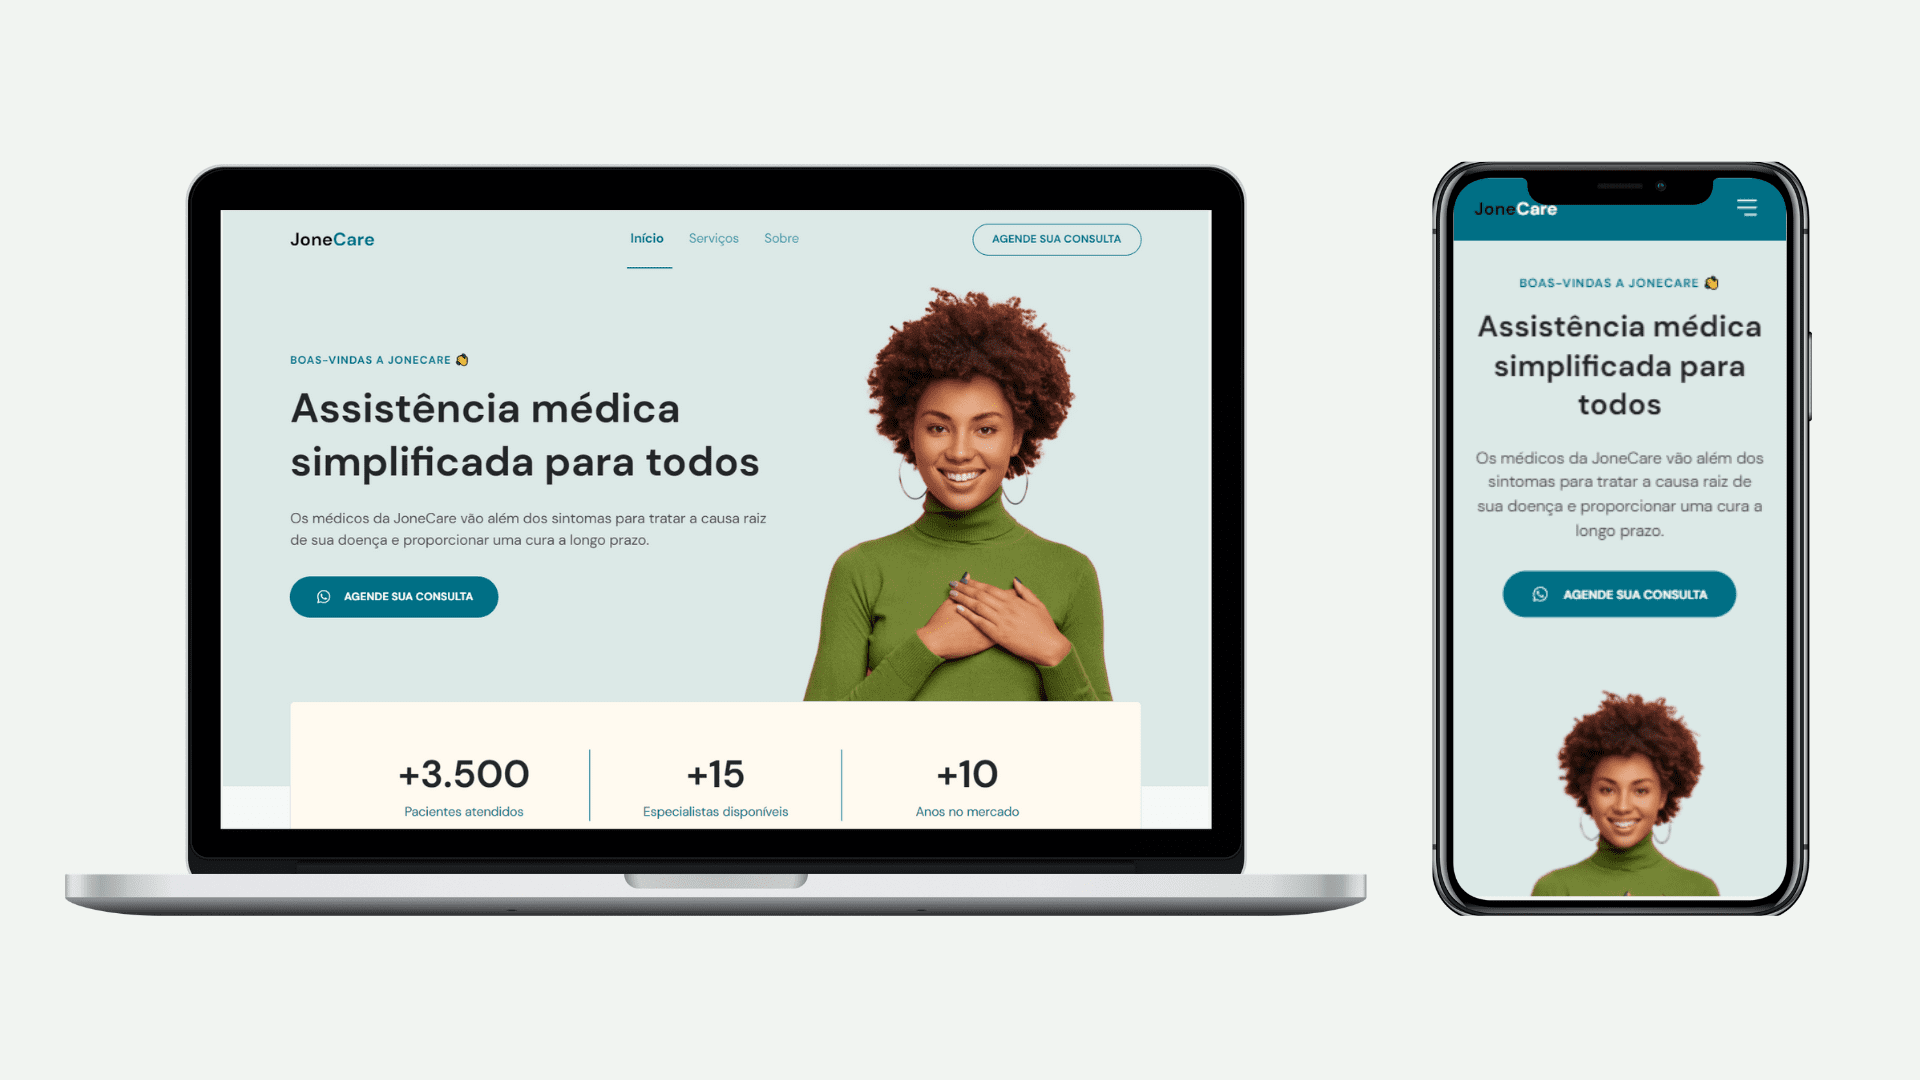 JoneCare
Início Serviços Sobre
AGENDE SUA CONSULTA
BOAS-VINDAS A JONECARE 👋
Assistência médica
simplificada para todos
Os médicos da JoneCare vão além dos sintomas para tratar a causa raiz
de sua doença e proporcionar uma cura a longo prazo.
AGENDE SUA CONSULTA
+3.500
Pacientes atendidos
+15
Especialistas disponíveis
+10
Anos no mercado
JoneCare
BOAS-VINDAS A JONECARE 👋
Assistência médica
simplificada para
todos
Os médicos da JoneCare vão além dos
sintomas para tratar a causa raiz de
sua doença e proporcionar uma cura a
longo prazo.
AGENDE SUA CONSULTA